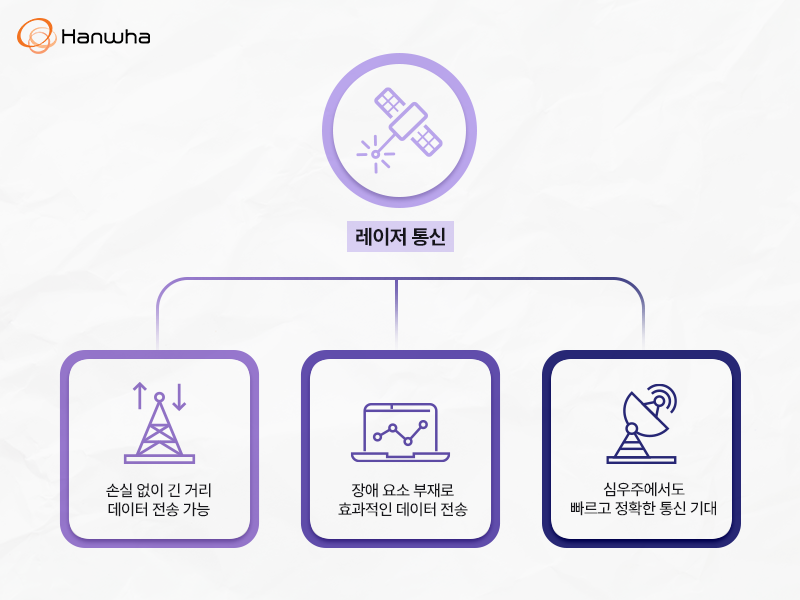 Hanwha
레이저 통신
손실 없이 긴 거리
데이터 전송 가능
장애 요소 부재로
효과적인 데이터 전송
심우주에서도
빠르고 정확한 통신 기대